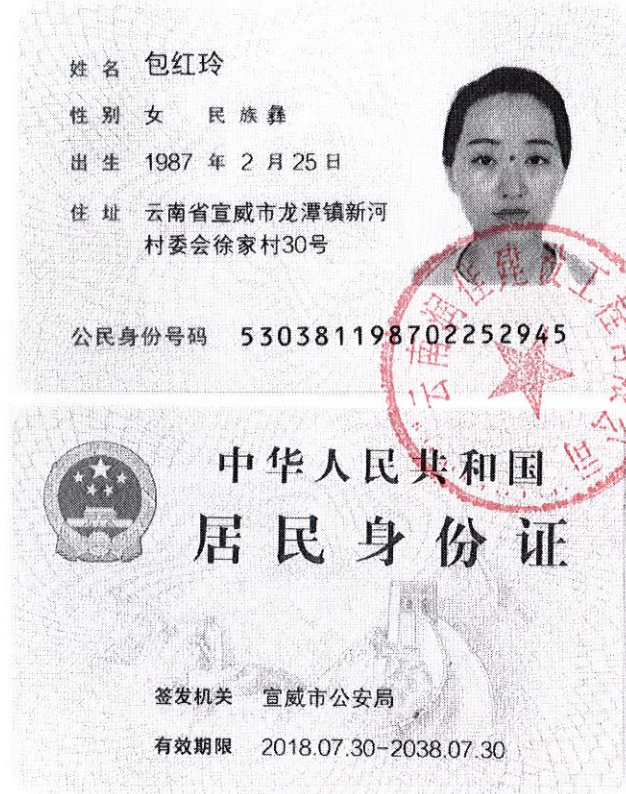 姓名 包红玲
性别 女 民族 彝
出生 1987 年 2 月 25 日
住址 云南省宣威市龙潭镇新河
村委会徐家村30号
公民身份号码 530381198702252945
中华人民共和国
居民身份证
签发机关 宣威市公安局
有效期限 2018.07.30-2038.07.30